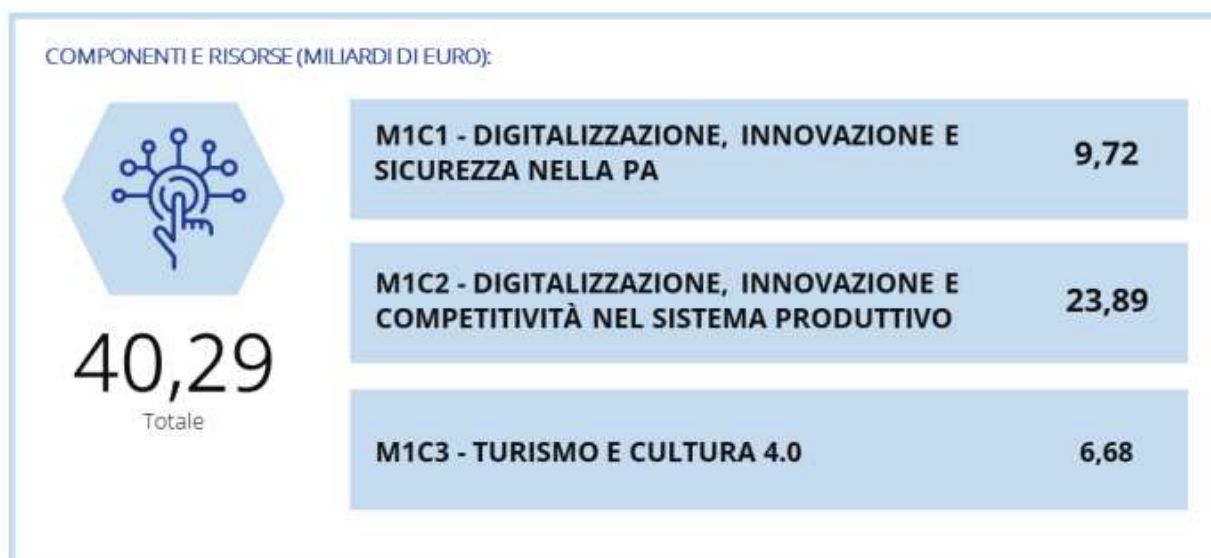 COMPONENTI E RISORSE (MILIARDI DI EURO):
M1C1 - DIGITALIZZAZIONE, INNOVAZIONE E
SICUREZZA NELLA PA
9,72
M1C2 - DIGITALIZZAZIONE, INNOVAZIONE E
COMPETITIVITÀ NEL SISTEMA PRODUTTIVO
23,89
40,29
Totale
M1C3 - TURISMO E CULTURA 4.0
6,68